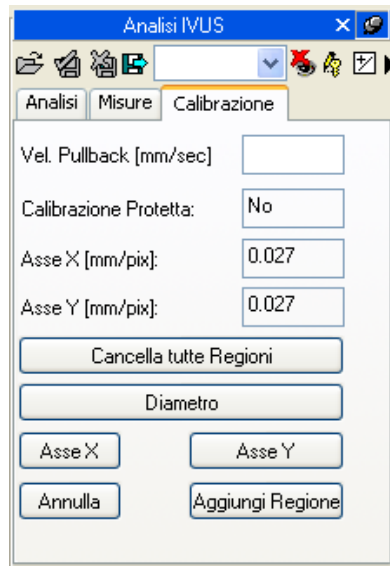 Analisi IVUS
Analisi Misure Calibrazione
Vel. Pullback [mm/sec]
Calibrazione Protetta: No
Asse X [mm/pix]: 0.027
Asse Y [mm/pix]: 0.027
Cancella tutte Regioni
Diametro
Asse X Asse Y
Annulla Aggiungi Regione